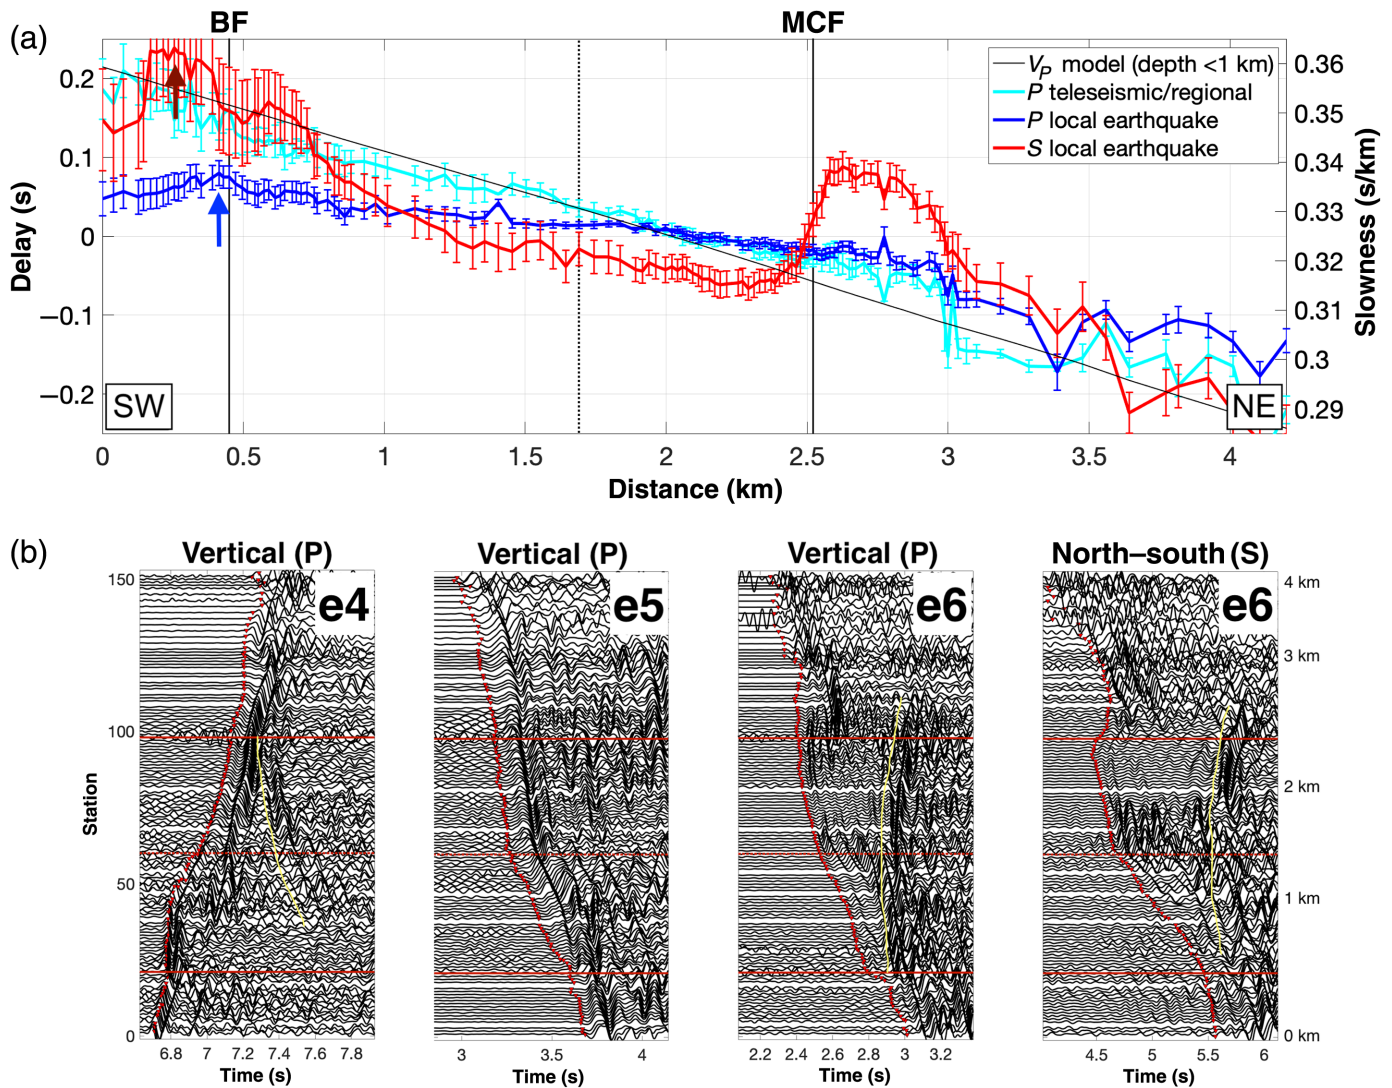 (a)
BF
MCF
Delay (s)
0.2
0.1
0
−0.1
−0.2
V_P model (depth <1 km)
P teleseismic/regional
P local earthquake
S local earthquake
0.36
0.35
0.34
0.33
0.32
0.31
0.3
0.29
Slowness (s/km)
SW
NE
0 0.5 1 1.5 2 2.5 3 3.5 4
Distance (km)
(b)
Vertical (P)
Vertical (P)
Vertical (P)
North–south (S)
e4
e5
e6
e6
Station
150
100
50
0
4 km
3 km
2 km
1 km
0 km
6.8 7 7.2 7.4 7.6 7.8
3 3.5 4
2.2 2.4 2.6 2.8 3 3.2
4.5 5 5.5 6
Time (s)
Time (s)
Time (s)
Time (s)